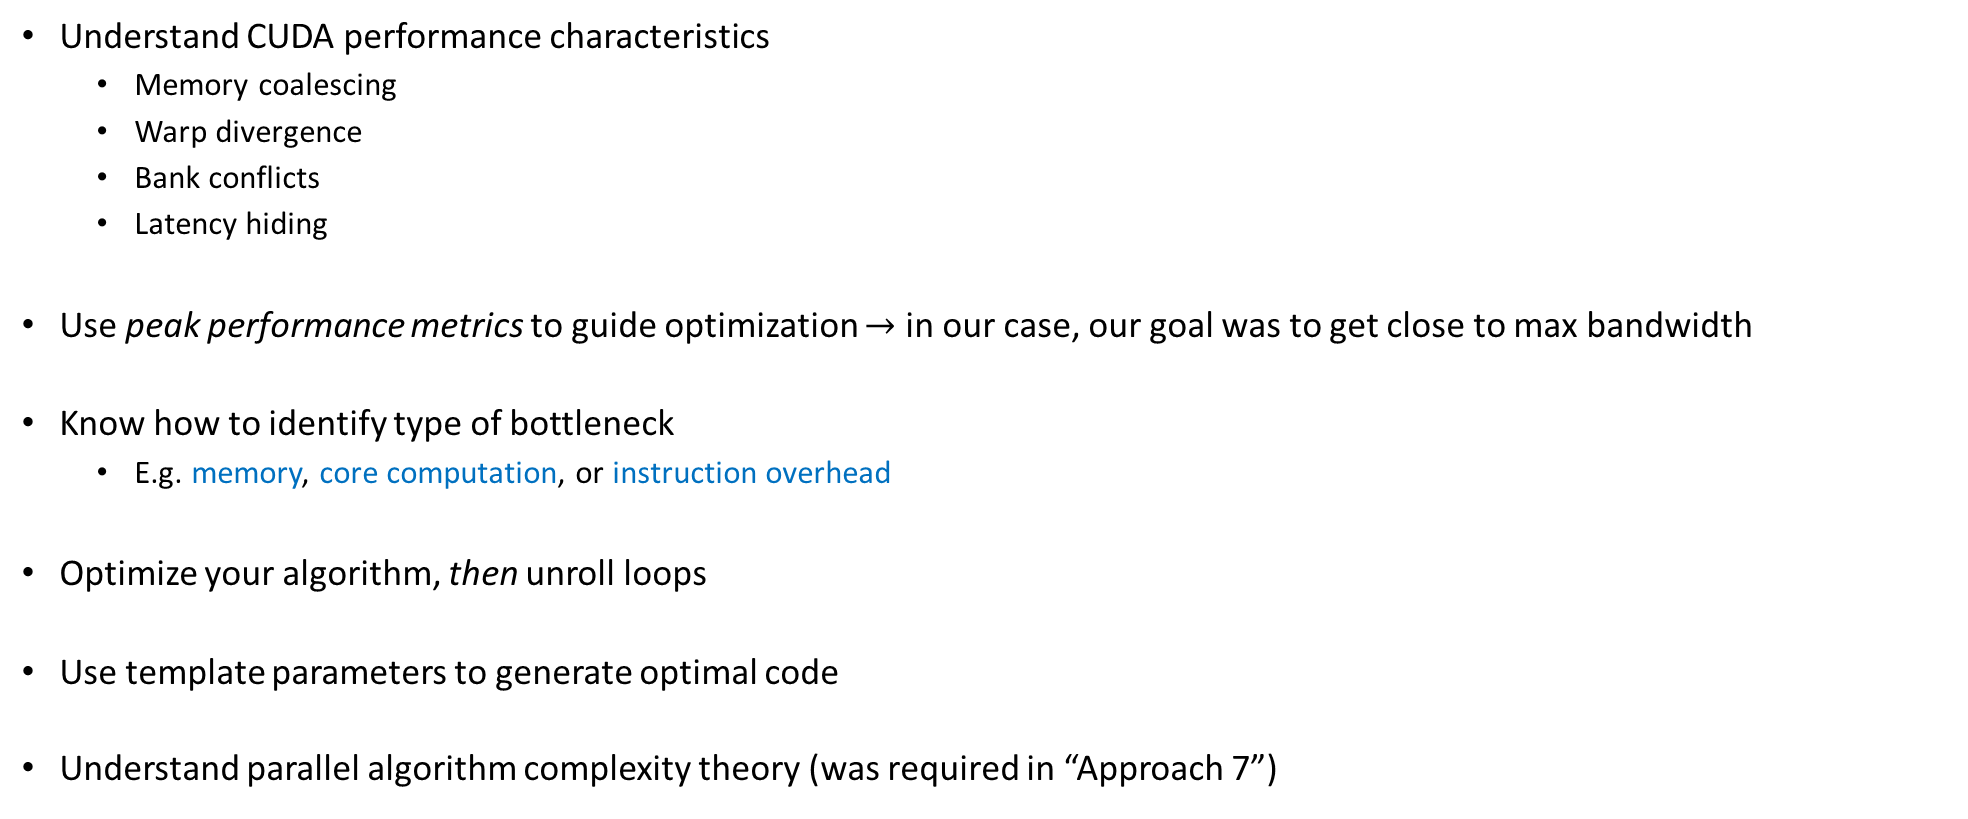 • Understand CUDA performance characteristics
• Memory coalescing
• Warp divergence
• Bank conflicts
• Latency hiding
• Use peak performance metrics to guide optimization → in our case, our goal was to get close to max bandwidth
• Know how to identify type of bottleneck
• E.g. memory, core computation, or instruction overhead
• Optimize your algorithm, then unroll loops
• Use template parameters to generate optimal code
• Understand parallel algorithm complexity theory (was required in “Approach 7”)